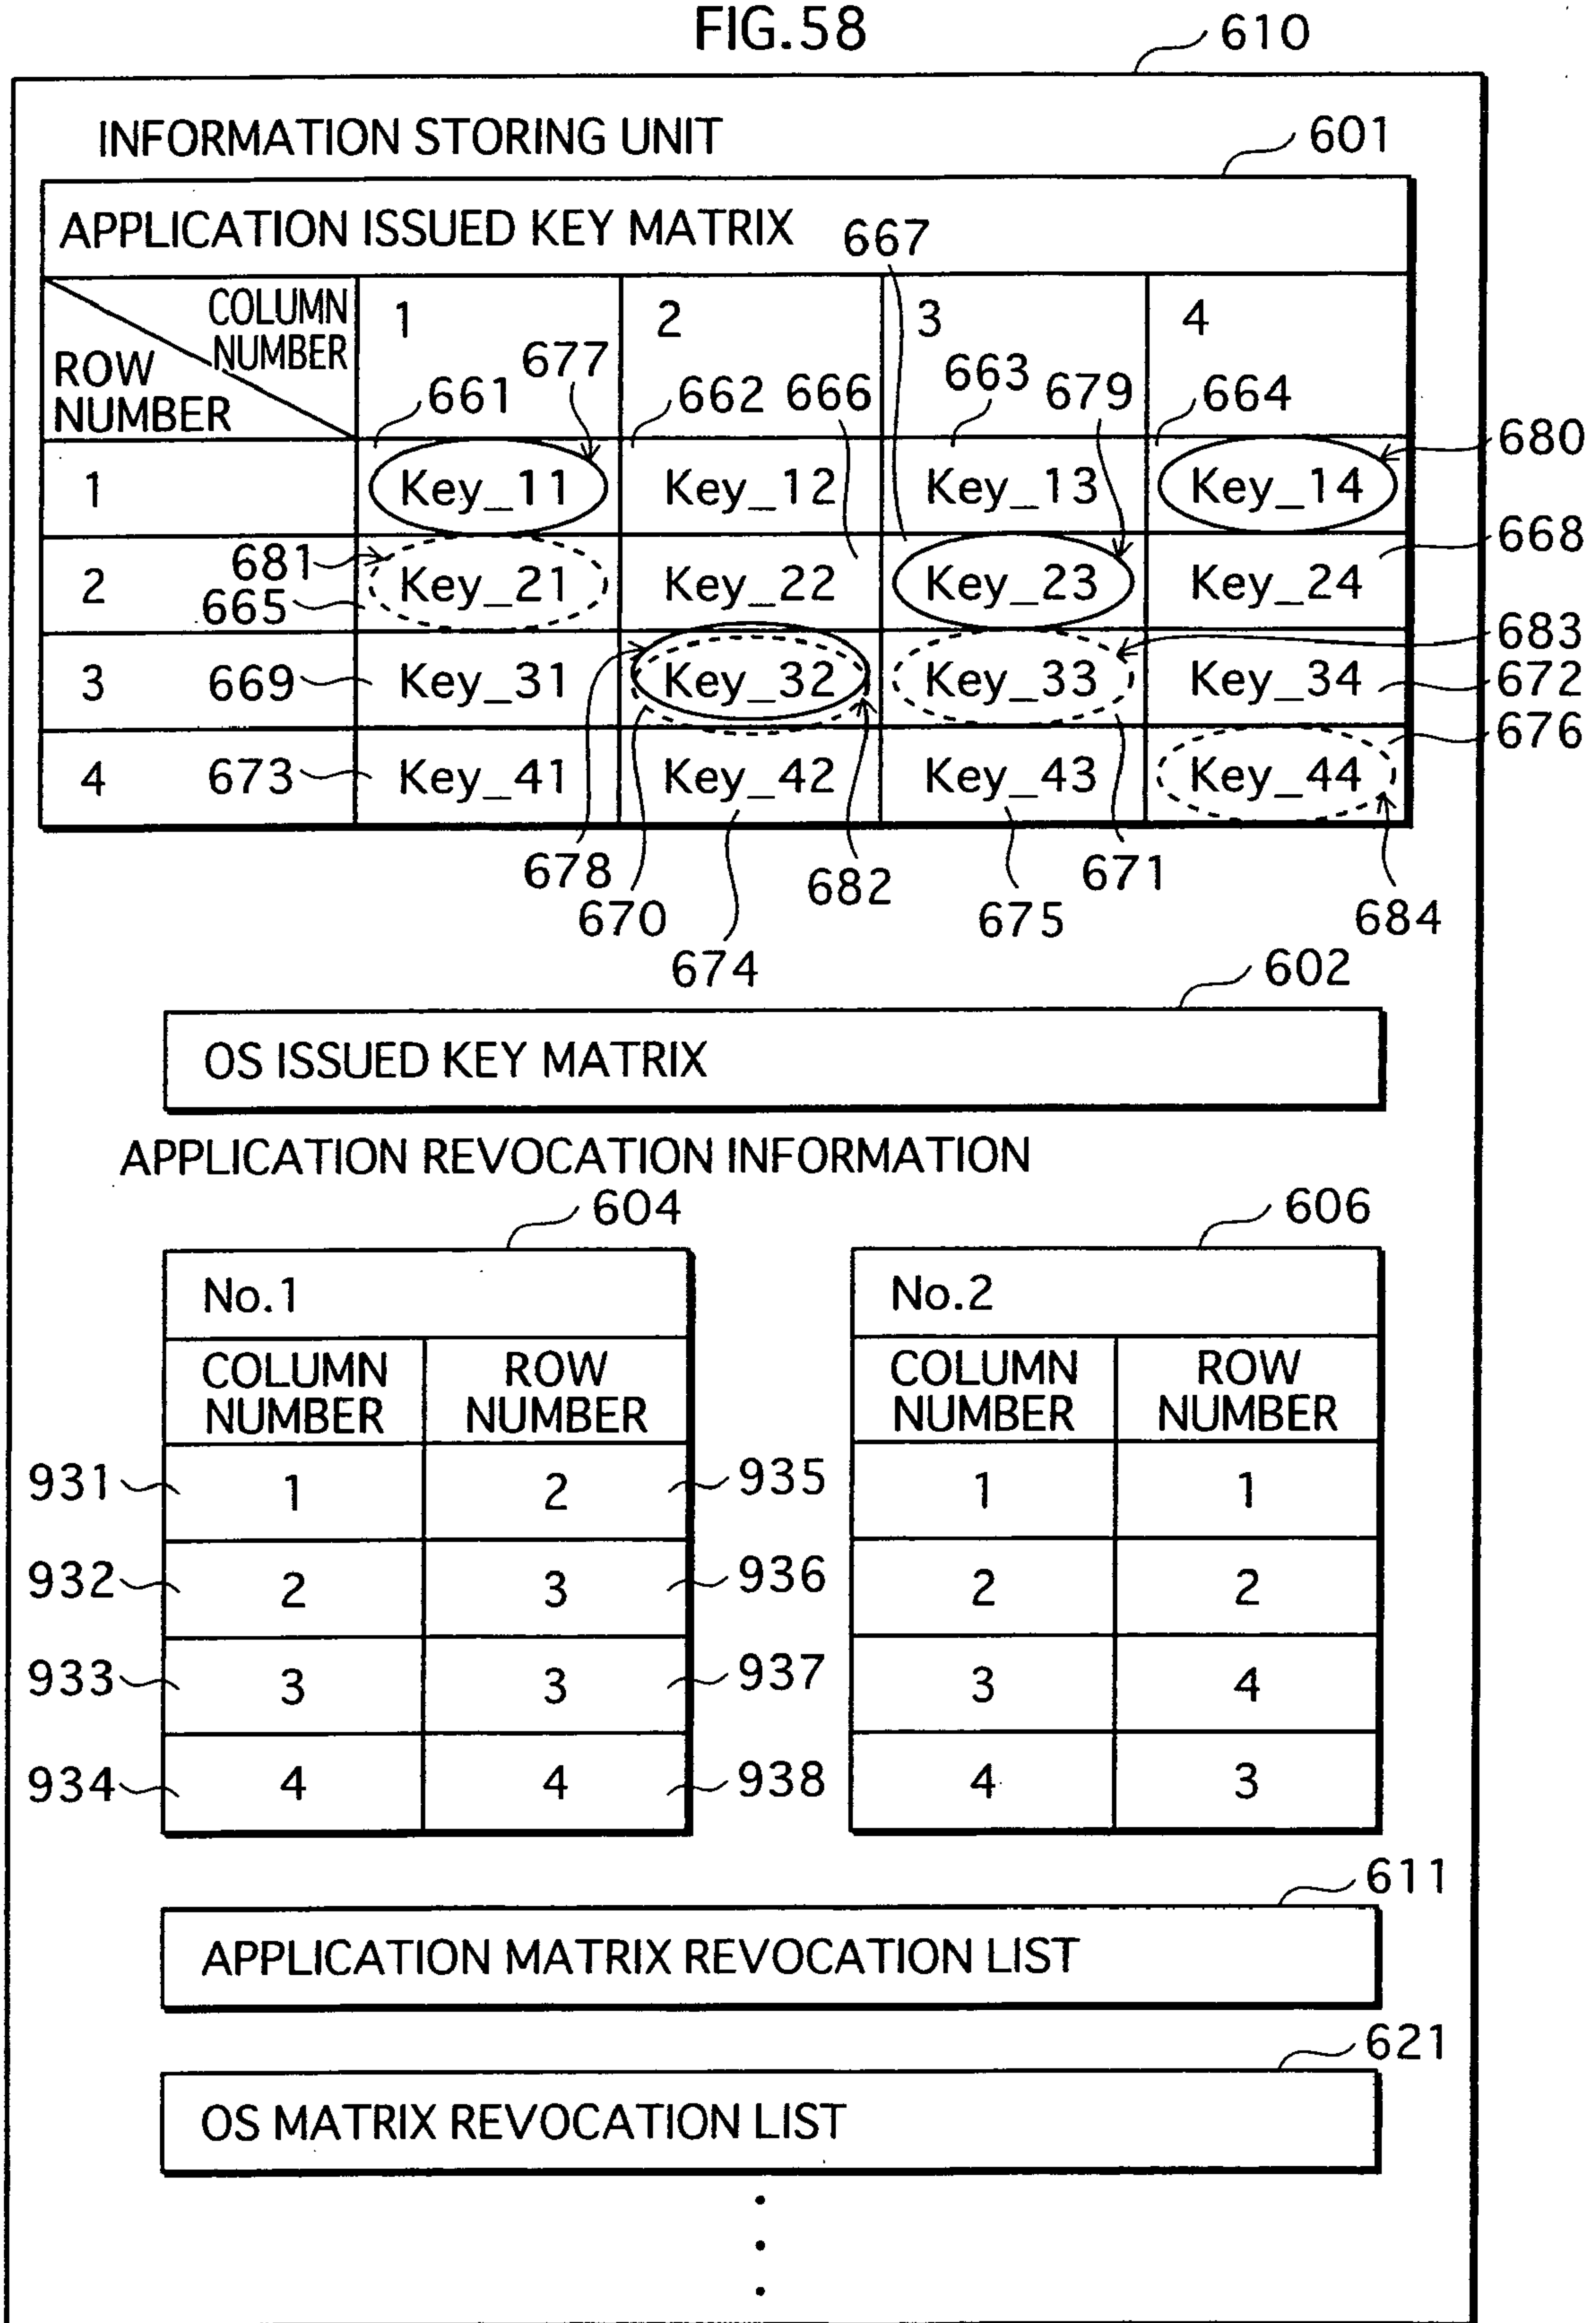 FIG.58
610
INFORMATION STORING UNIT
601
APPLICATION ISSUED KEY MATRIX
667
COLUMN NUMBER
ROW NUMBER
1 2 3 4
661 677 662 666 663 679 664
680
1 Key_11 Key_12 Key_13 Key_14
668
681
2 Key_21 Key_22 Key_23 Key_24
665
683
3 669 Key_31 Key_32 Key_33 Key_34 672
676
4 673 Key_41 Key_42 Key_43 Key_44
678 682 671
670 675 684
674
602
OS ISSUED KEY MATRIX
APPLICATION REVOCATION INFORMATION
604
No.1
COLUMN NUMBER ROW NUMBER
931 1 2 935
932 2 3 936
933 3 3 937
934 4 4 938
606
No.2
COLUMN NUMBER ROW NUMBER
1 1
2 2
3 4
4 3
611
APPLICATION MATRIX REVOCATION LIST
621
OS MATRIX REVOCATION LIST